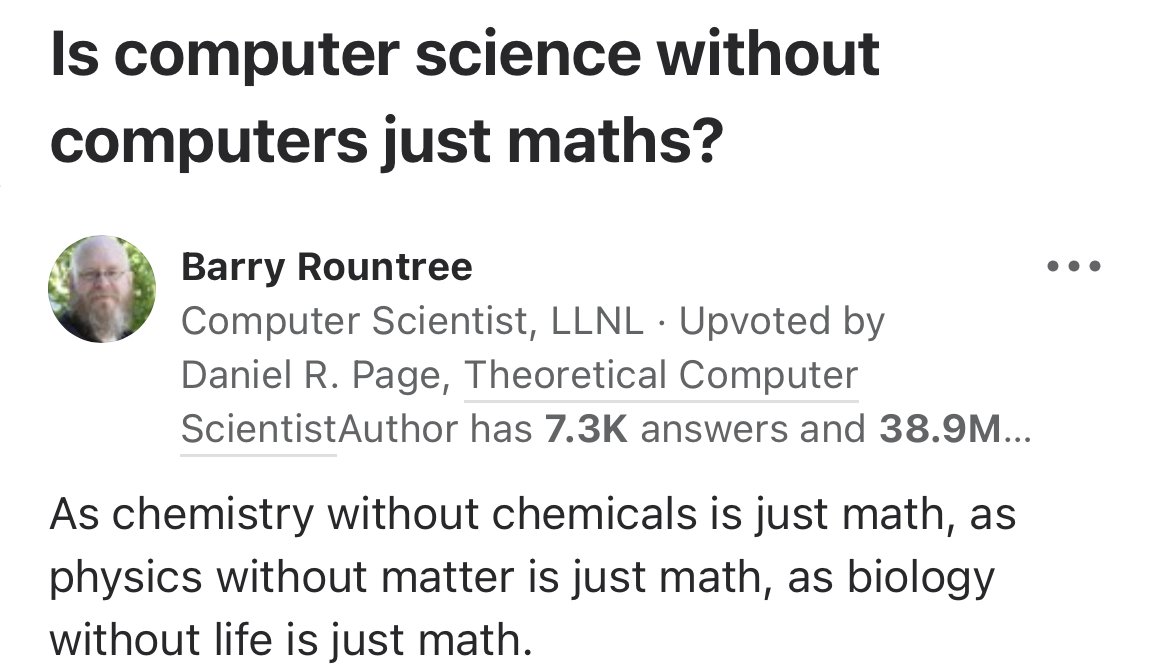 Is computer science without
computers just maths?
Barry Rountree
Computer Scientist, LLNL · Upvoted by
Daniel R. Page, Theoretical Computer
ScientistAuthor has 7.3K answers and 38.9M...
As chemistry without chemicals is just math, as
physics without matter is just math, as biology
without life is just math.